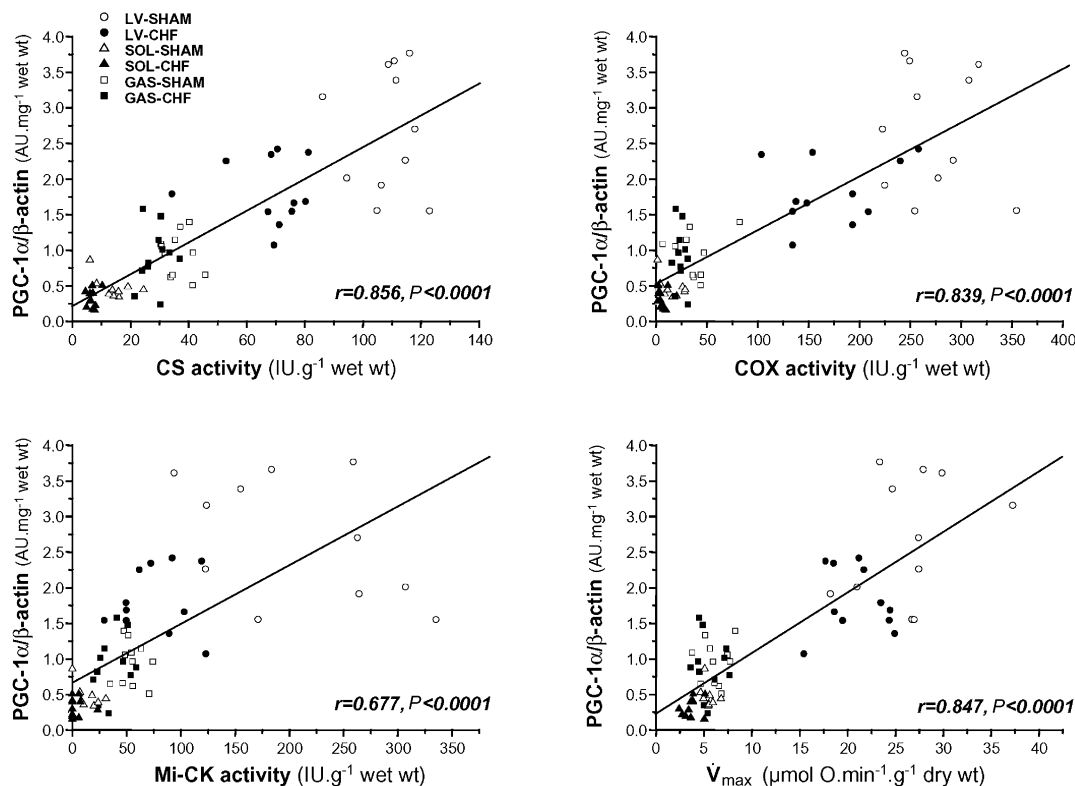 LV-SHAM
LV-CHF
SOL-SHAM
SOL-CHF
GAS-SHAM
GAS-CHF
PGC-1α/β-actin (AU.mg⁻¹ wet wt)
4.0
3.5
3.0
2.5
2.0
1.5
1.0
0.5
0.0
r=0.856, P<0.0001
0 20 40 60 80 100 120 140
CS activity (IU.g⁻¹ wet wt)
PGC-1α/β-actin (AU.mg⁻¹ wet wt)
4.0
3.5
3.0
2.5
2.0
1.5
1.0
0.5
0.0
r=0.839, P<0.0001
0 50 100 150 200 250 300 350 400
COX activity (IU.g⁻¹ wet wt)
PGC-1α/β-actin (AU.mg⁻¹ wet wt)
4.0
3.5
3.0
2.5
2.0
1.5
1.0
0.5
0.0
r=0.677, P<0.0001
0 50 100 150 200 250 300 350
Mi-CK activity (IU.g⁻¹ wet wt)
PGC-1α/β-actin (AU.mg⁻¹ wet wt)
4.0
3.5
3.0
2.5
2.0
1.5
1.0
0.5
0.0
r=0.847, P<0.0001
0 5 10 15 20 25 30 35 40
V̇max (µmol O.min⁻¹.g⁻¹ dry wt)